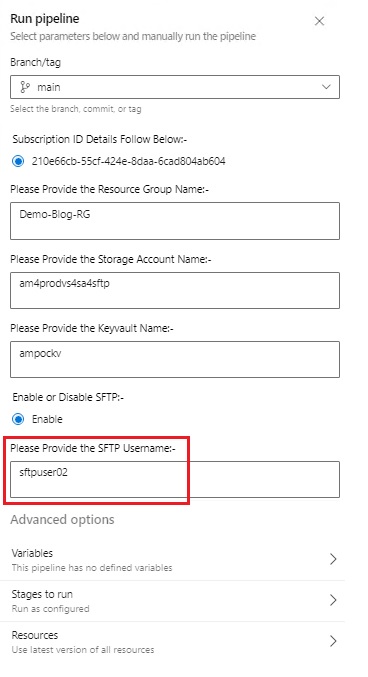 Run pipeline
Select parameters below and manually run the pipeline
Branch/tag
main
Select the branch, commit, or tag
Subscription ID Details Follow Below:-
210e66cb-55cf-424e-8daa-6cad804ab604
Please Provide the Resource Group Name:-
Demo-Blog-RG
Please Provide the Storage Account Name:-
am4prodvs4sa4sftp
Please Provide the Keyvault Name:-
ampockv
Enable or Disable SFTP:-
Enable
Please Provide the SFTP Username:-
sftpuser02
Advanced options
Variables
This pipeline has no defined variables
Stages to run
Run as configured
Resources
Use latest version of all resources